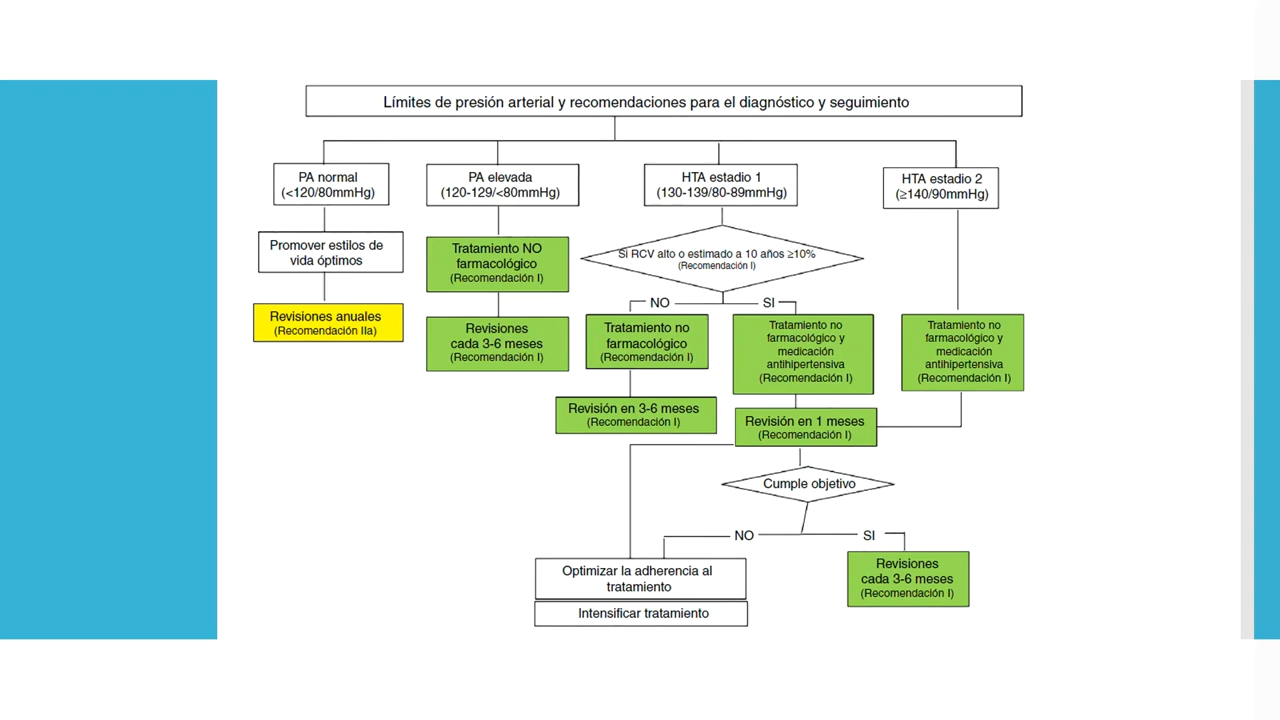 Límites de presión arterial y recomendaciones para el diagnóstico y seguimiento
PA normal
(<120/80mmHg)
PA elevada
(120-129/<80mmHg)
HTA estadio 1
(130-139/80-89mmHg)
HTA estadio 2
(≥140/90mmHg)
Promover estilos de
vida óptimos
Revisiones anuales
(Recomendación IIa)
Tratamiento NO
farmacológico
(Recomendación I)
Revisiones
cada 3-6 meses
(Recomendación I)
Si RCV alto o estimado a 10 años ≥10%
(Recomendación I)
NO
SI
Tratamiento no
farmacológico
(Recomendación I)
Revisión en 3-6 meses
(Recomendación I)
Tratamiento no
farmacológico y
medicación
antihipertensiva
(Recomendación I)
Tratamiento no
farmacológico y
medicación
antihipertensiva
(Recomendación I)
Revisión en 1 meses
(Recomendación I)
Cumple objetivo
NO
SI
Optimizar la adherencia al
tratamiento
Intensificar tratamiento
Revisiones
cada 3-6 meses
(Recomendación I)